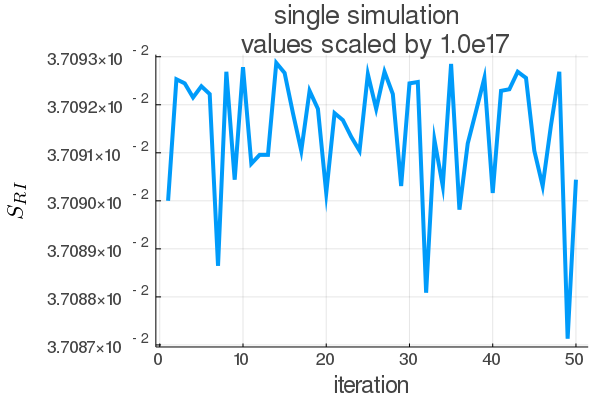 single simulation
values scaled by 1.0e17
3.7093×10 - 2
3.7092×10 - 2
3.7091×10 - 2
3.7090×10 - 2
3.7089×10 - 2
3.7088×10 - 2
3.7087×10 - 2
S_RI
0 10 20 30 40 50
iteration